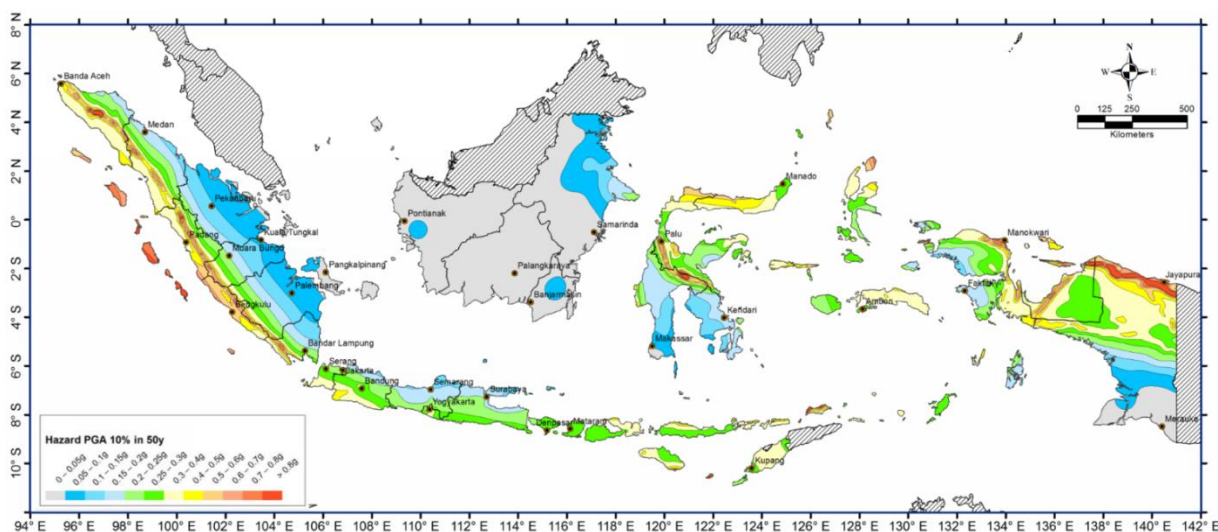 8° N
6° N
4° N
2° N
0°
2° S
4° S
6° S
8° S
10° S
N
W E
S
0 125 250 500
Kilometers
Banda Aceh
Medan
Pekanbaru
Kuala Tungkal
Padang
Muara Bungo
Pangkalpinang
Palembang
Bengkulu
Bandar Lampung
Serang
Jakarta
Bandung
Semarang
Yogyakarta
Surabaya
Denpasar
Mataram
Kupang
Pontianak
Palangkaraya
Banjarmasin
Samarinda
Manado
Palu
Kendari
Makassar
Ambon
Manokwari
Fakfak
Jayapura
Merauke
Hazard PGA 10% in 50y
0 – 0.05g
0.05 – 0.1g
0.1 – 0.15g
0.15 – 0.2g
0.2 – 0.25g
0.25 – 0.3g
0.3 – 0.4g
0.4 – 0.5g
0.5 – 0.6g
0.6 – 0.7g
0.7 – 0.8g
> 0.8g
94° E 96° E 98° E 100° E 102° E 104° E 106° E 108° E 110° E 112° E 114° E 116° E 118° E 120° E 122° E 124° E 126° E 128° E 130° E 132° E 134° E 136° E 138° E 140° E 142° E